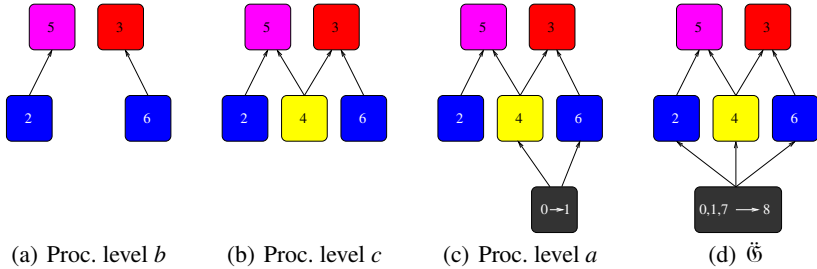 5 3 5 3 5 3 5 3
2 6 2 4 6 2 4 6 2 4 6
0→1 0,1,7 → 8
(a) Proc. level b (b) Proc. level c (c) Proc. level a (d) 𝔊̈